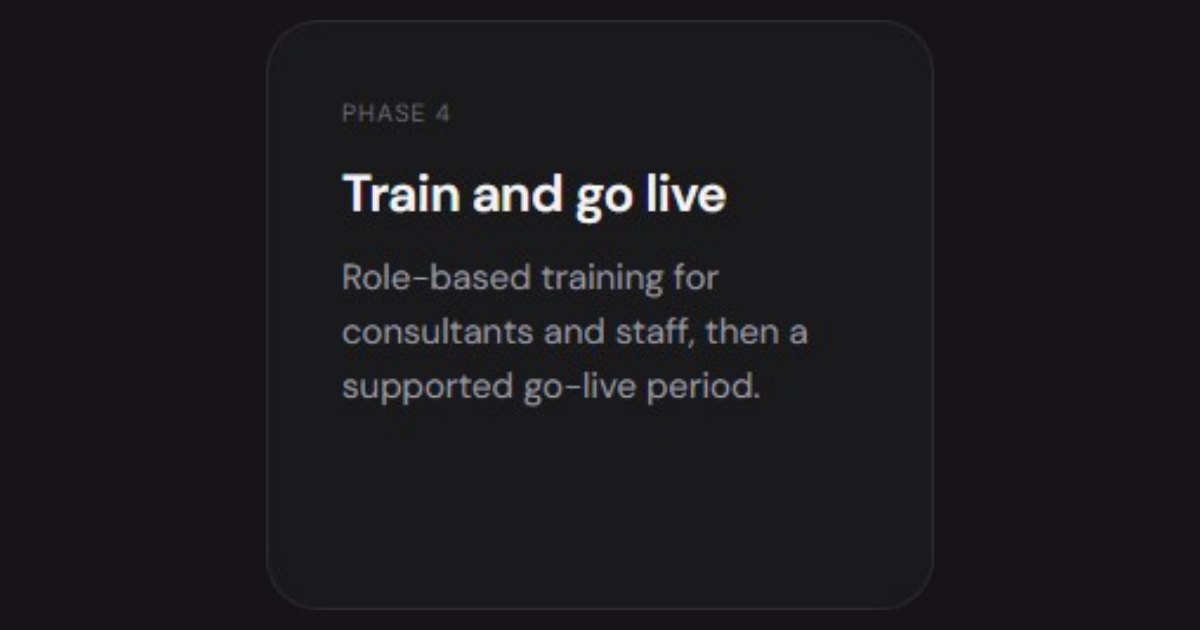 PHASE 4
Train and go live
Role-based training for
consultants and staff, then a
supported go-live period.